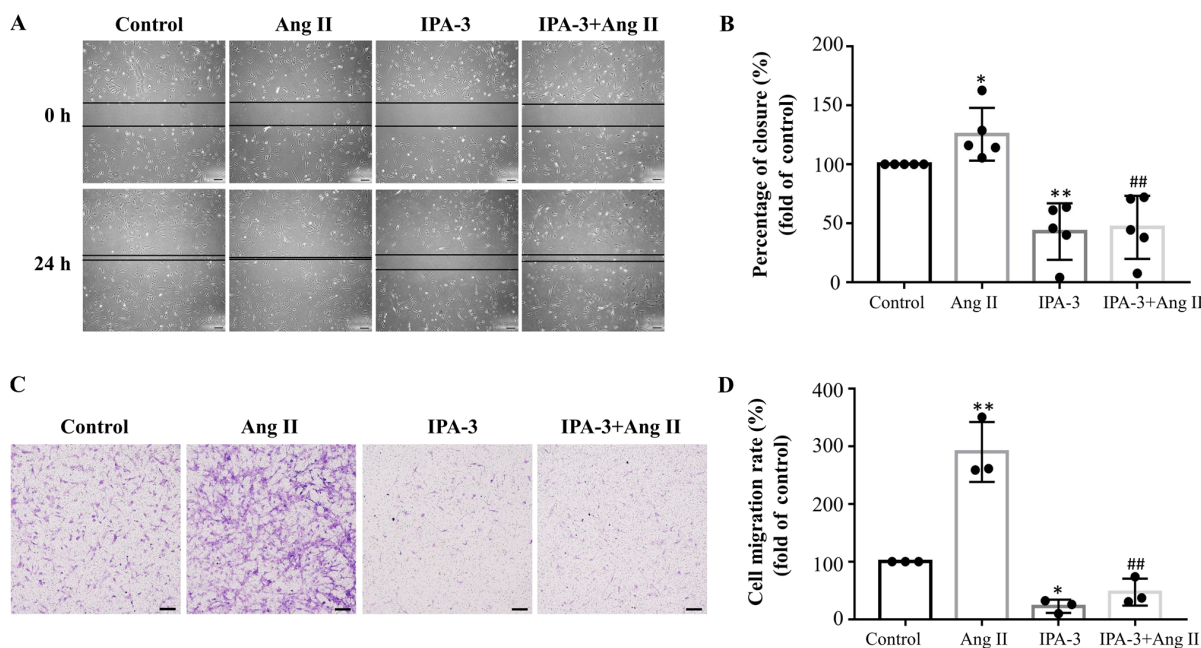 A
Control Ang II IPA-3 IPA-3+Ang II
0 h
24 h
B
Percentage of closure (%)
(fold of control)
200
150
100
50
0
*
**
##
Control Ang II IPA-3 IPA-3+Ang II
C
Control Ang II IPA-3 IPA-3+Ang II
D
Cell migration rate (%)
(fold of control)
400
300
200
100
0
**
*
##
Control Ang II IPA-3 IPA-3+Ang II